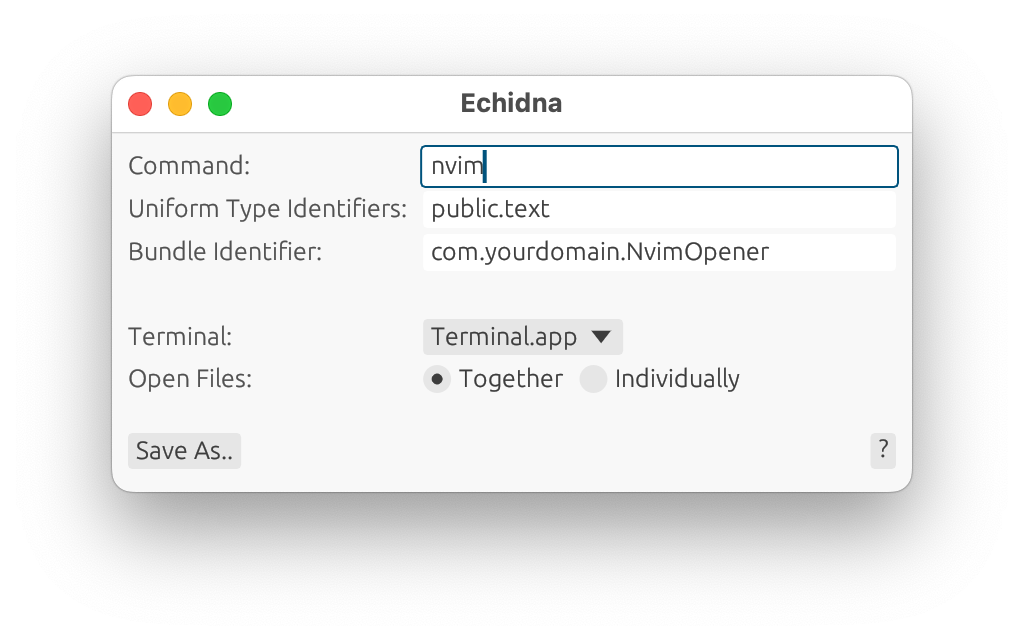 Echidna
Command: nvim
Uniform Type Identifiers: public.text
Bundle Identifier: com.yourdomain.NvimOpener
Terminal: Terminal.app
Open Files: Together Individually
Save As.. ?